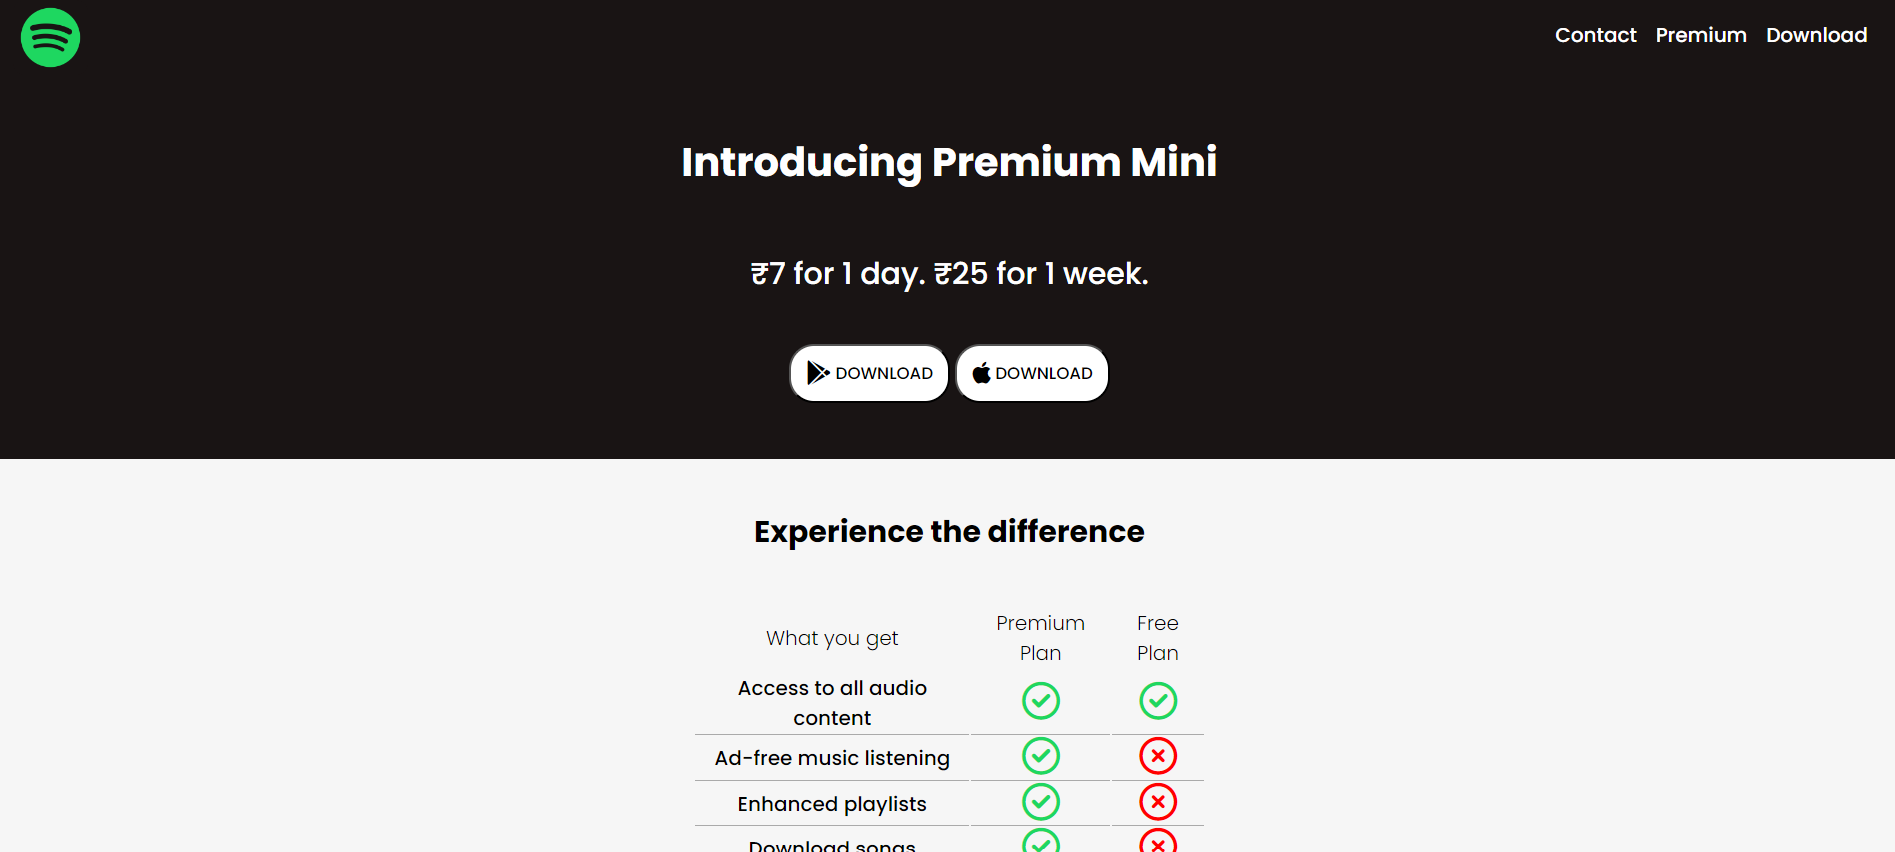 Contact Premium Download
Introducing Premium Mini
₹7 for 1 day. ₹25 for 1 week.
DOWNLOAD DOWNLOAD
Experience the difference
What you get
Premium
Plan
Free
Plan
Access to all audio
content
Ad-free music listening
Enhanced playlists
Download songs